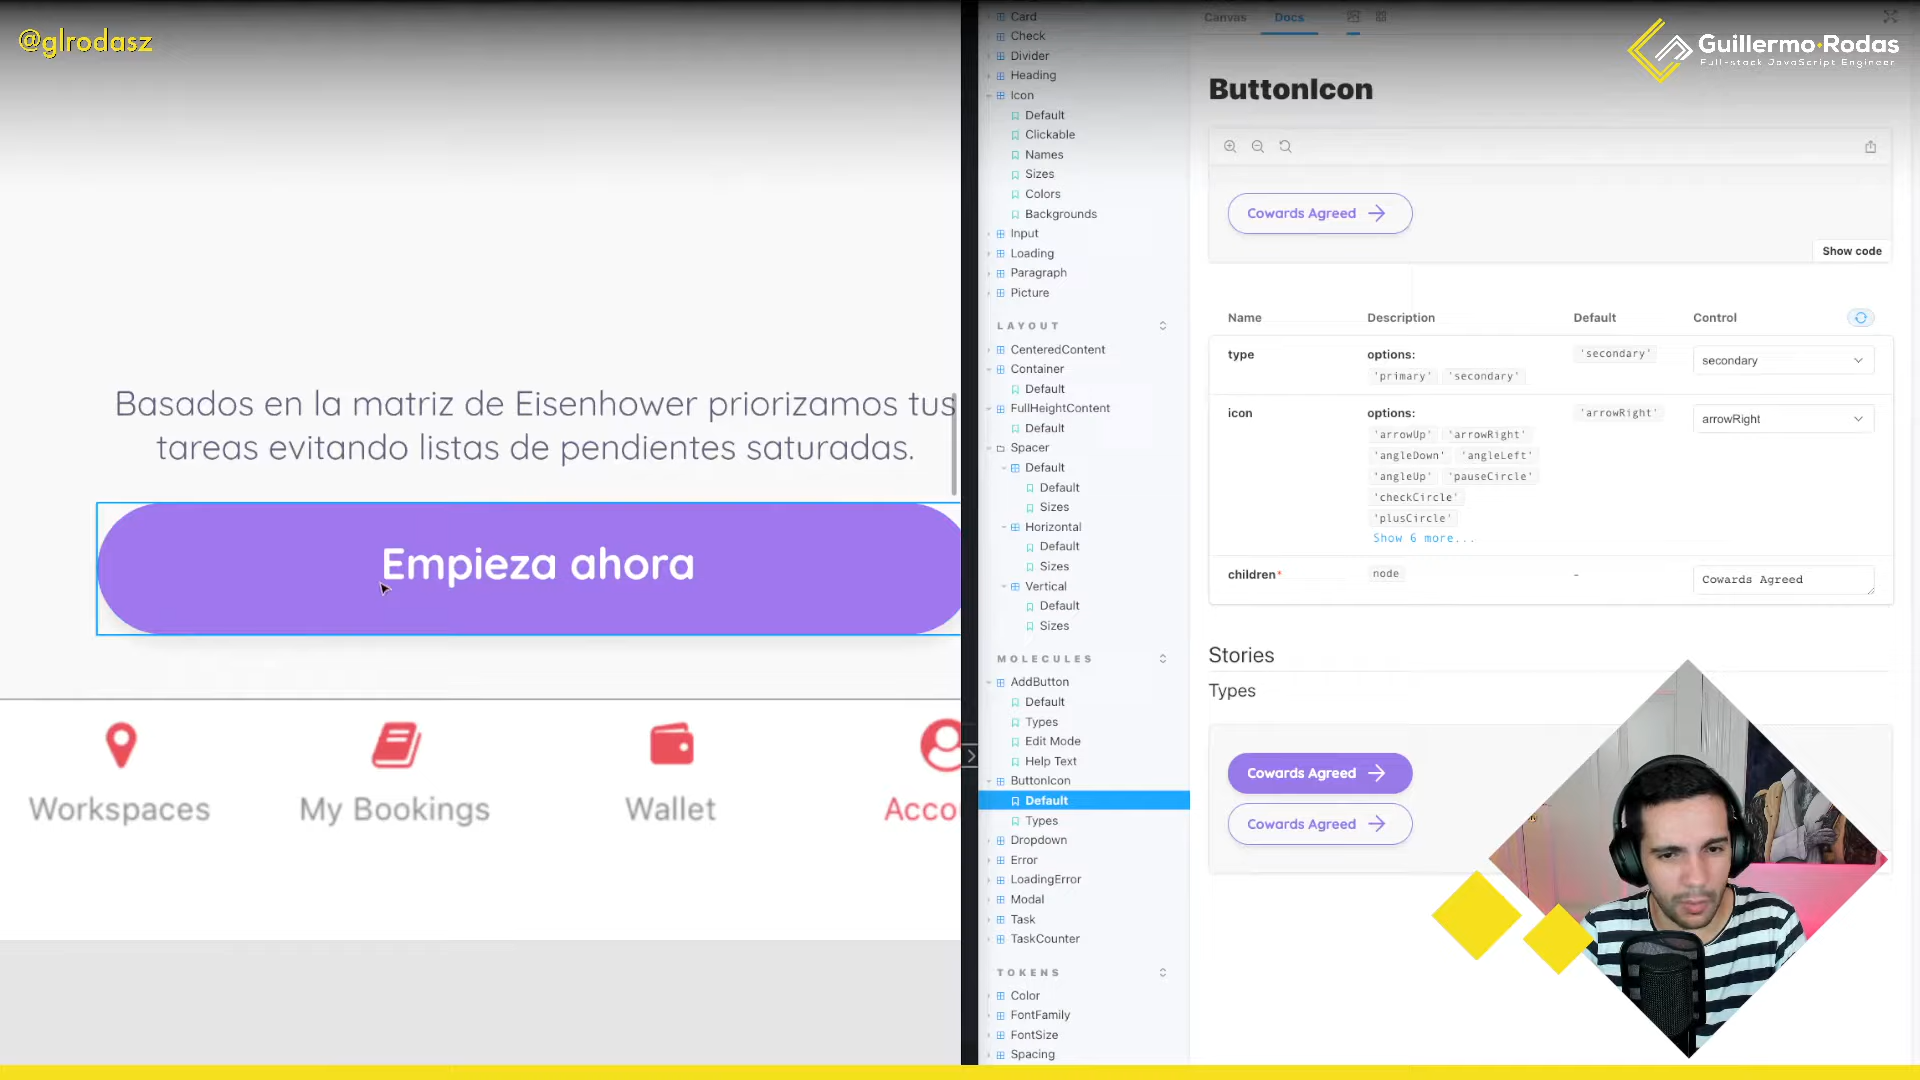 @glrodasz
Guillermo Rodas
Full-stack JavaScript Engineer
Basados en la matriz de Eisenhower priorizamos tus
tareas evitando listas de pendientes saturadas.
Empieza ahora
Workspaces
My Bookings
Wallet
Acco
Card
Check
Divider
Heading
Icon
Default
Clickable
Names
Sizes
Colors
Backgrounds
Input
Loading
Paragraph
Picture
LAYOUT
CenteredContent
Container
Default
FullHeightContent
Default
Spacer
Default
Default
Sizes
Horizontal
Default
Sizes
Vertical
Default
Sizes
MOLECULES
AddButton
Default
Types
Edit Mode
Help Text
ButtonIcon
Default
Types
Dropdown
Error
LoadingError
Modal
Task
TaskCounter
TOKENS
Color
FontFamily
FontSize
Spacing
Canvas Docs
ButtonIcon
Cowards Agreed
Show code
Name Description Default Control
type options: 'secondary' secondary
'primary' 'secondary'
icon options: 'arrowRight' arrowRight
'arrowUp' 'arrowRight'
'angleDown' 'angleLeft'
'angleUp' 'pauseCircle'
'checkCircle'
'plusCircle'
Show 6 more...
children* node - Cowards Agreed
Stories
Types
Cowards Agreed
Cowards Agreed